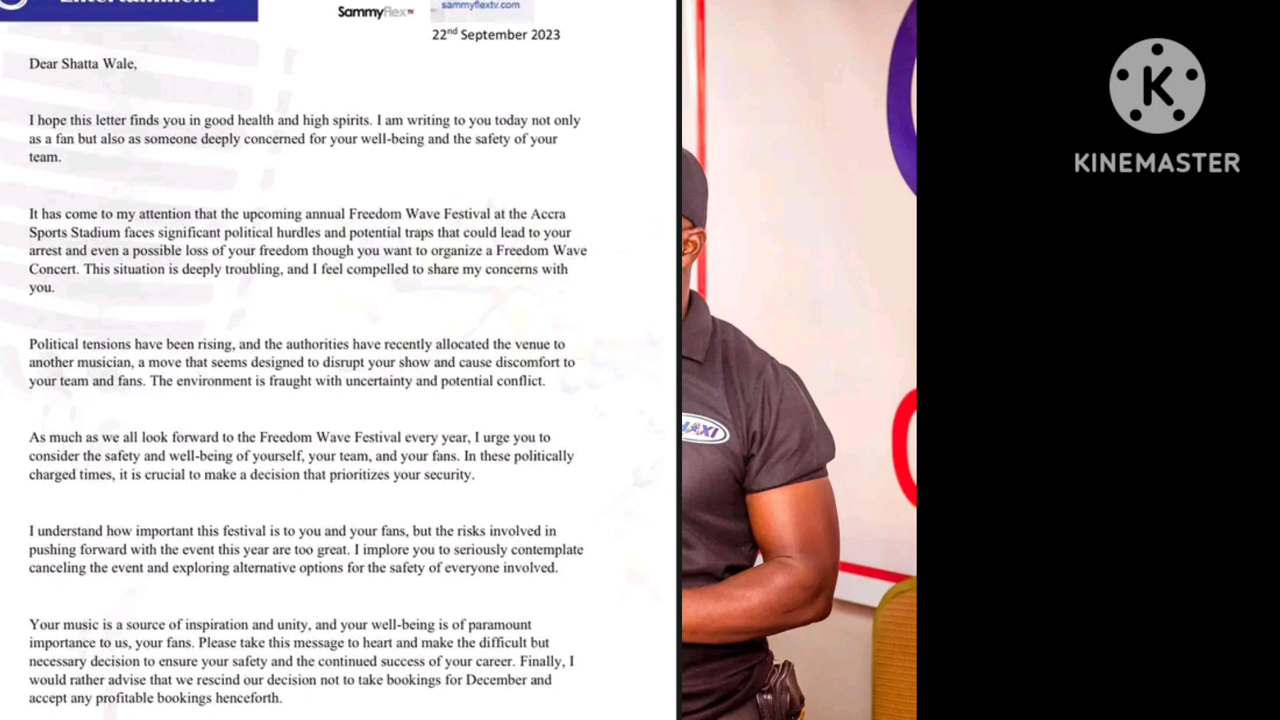 Entertainment
SammyFlex TV
sammyflextv.com
22nd September 2023
Dear Shatta Wale,
I hope this letter finds you in good health and high spirits. I am writing to you today not only
as a fan but also as someone deeply concerned for your well-being and the safety of your
team.
It has come to my attention that the upcoming annual Freedom Wave Festival at the Accra
Sports Stadium faces significant political hurdles and potential traps that could lead to your
arrest and even a possible loss of your freedom though you want to organize a Freedom Wave
Concert. This situation is deeply troubling, and I feel compelled to share my concerns with
you.
Political tensions have been rising, and the authorities have recently allocated the venue to
another musician, a move that seems designed to disrupt your show and cause discomfort to
your team and fans. The environment is fraught with uncertainty and potential conflict.
As much as we all look forward to the Freedom Wave Festival every year, I urge you to
consider the safety and well-being of yourself, your team, and your fans. In these politically
charged times, it is crucial to make a decision that prioritizes your security.
I understand how important this festival is to you and your fans, but the risks involved in
pushing forward with the event this year are too great. I implore you to seriously contemplate
canceling the event and exploring alternative options for the safety of everyone involved.
Your music is a source of inspiration and unity, and your well-being is of paramount
importance to us, your fans. Please take this message to heart and make the difficult but
necessary decision to ensure your safety and the continued success of your career. Finally, I
would rather advise that we rescind our decision not to take bookings for December and
accept any profitable bookings henceforth.
K
KINEMASTER